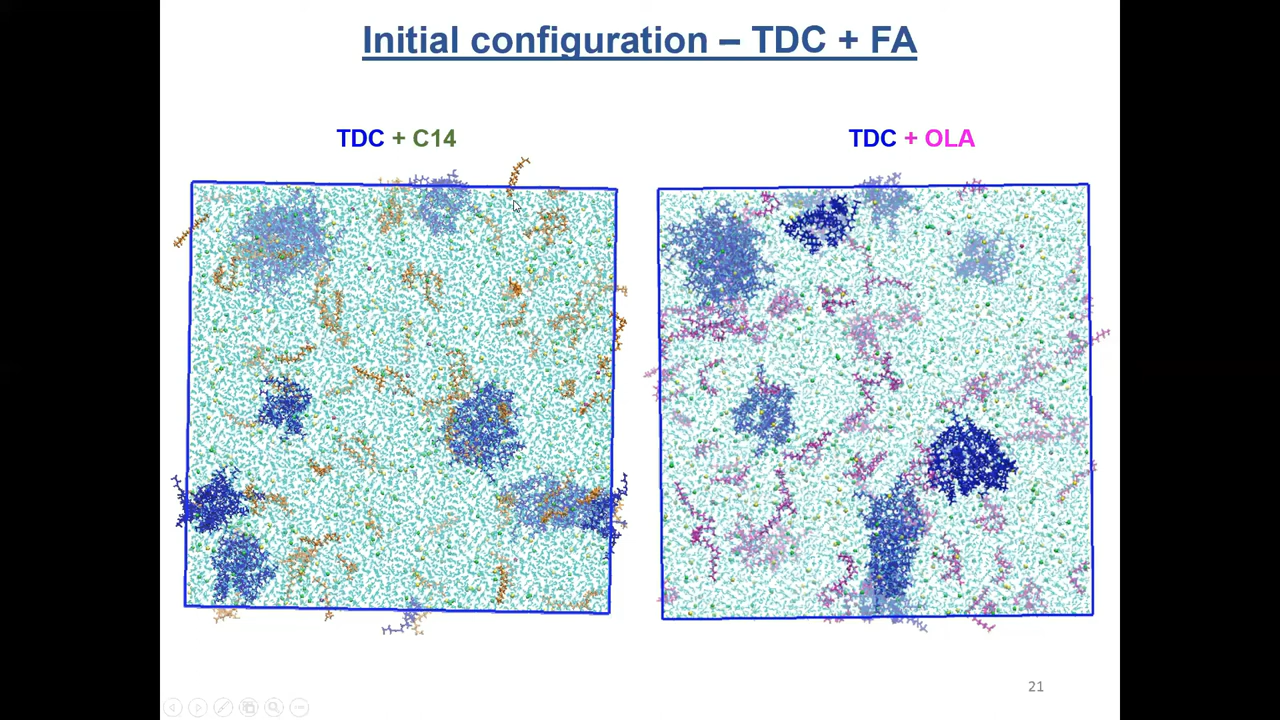 Initial configuration – TDC + FA
TDC + C14
TDC + OLA
21